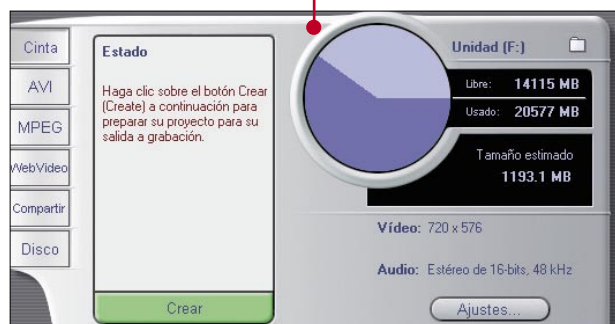 Cinta
AVI
MPEG
WebVideo
Compartir
Disco
Estado
Haga clic sobre el botón Crear
(Create) a continuación para
preparar su proyecto para su
salida a grabación.
Crear
Unidad (F:)
Libre: 14115 MB
Usado: 20577 MB
Tamaño estimado
1193.1 MB
Vídeo: 720 x 576
Audio: Estéreo de 16-bits, 48 kHz
Ajustes...